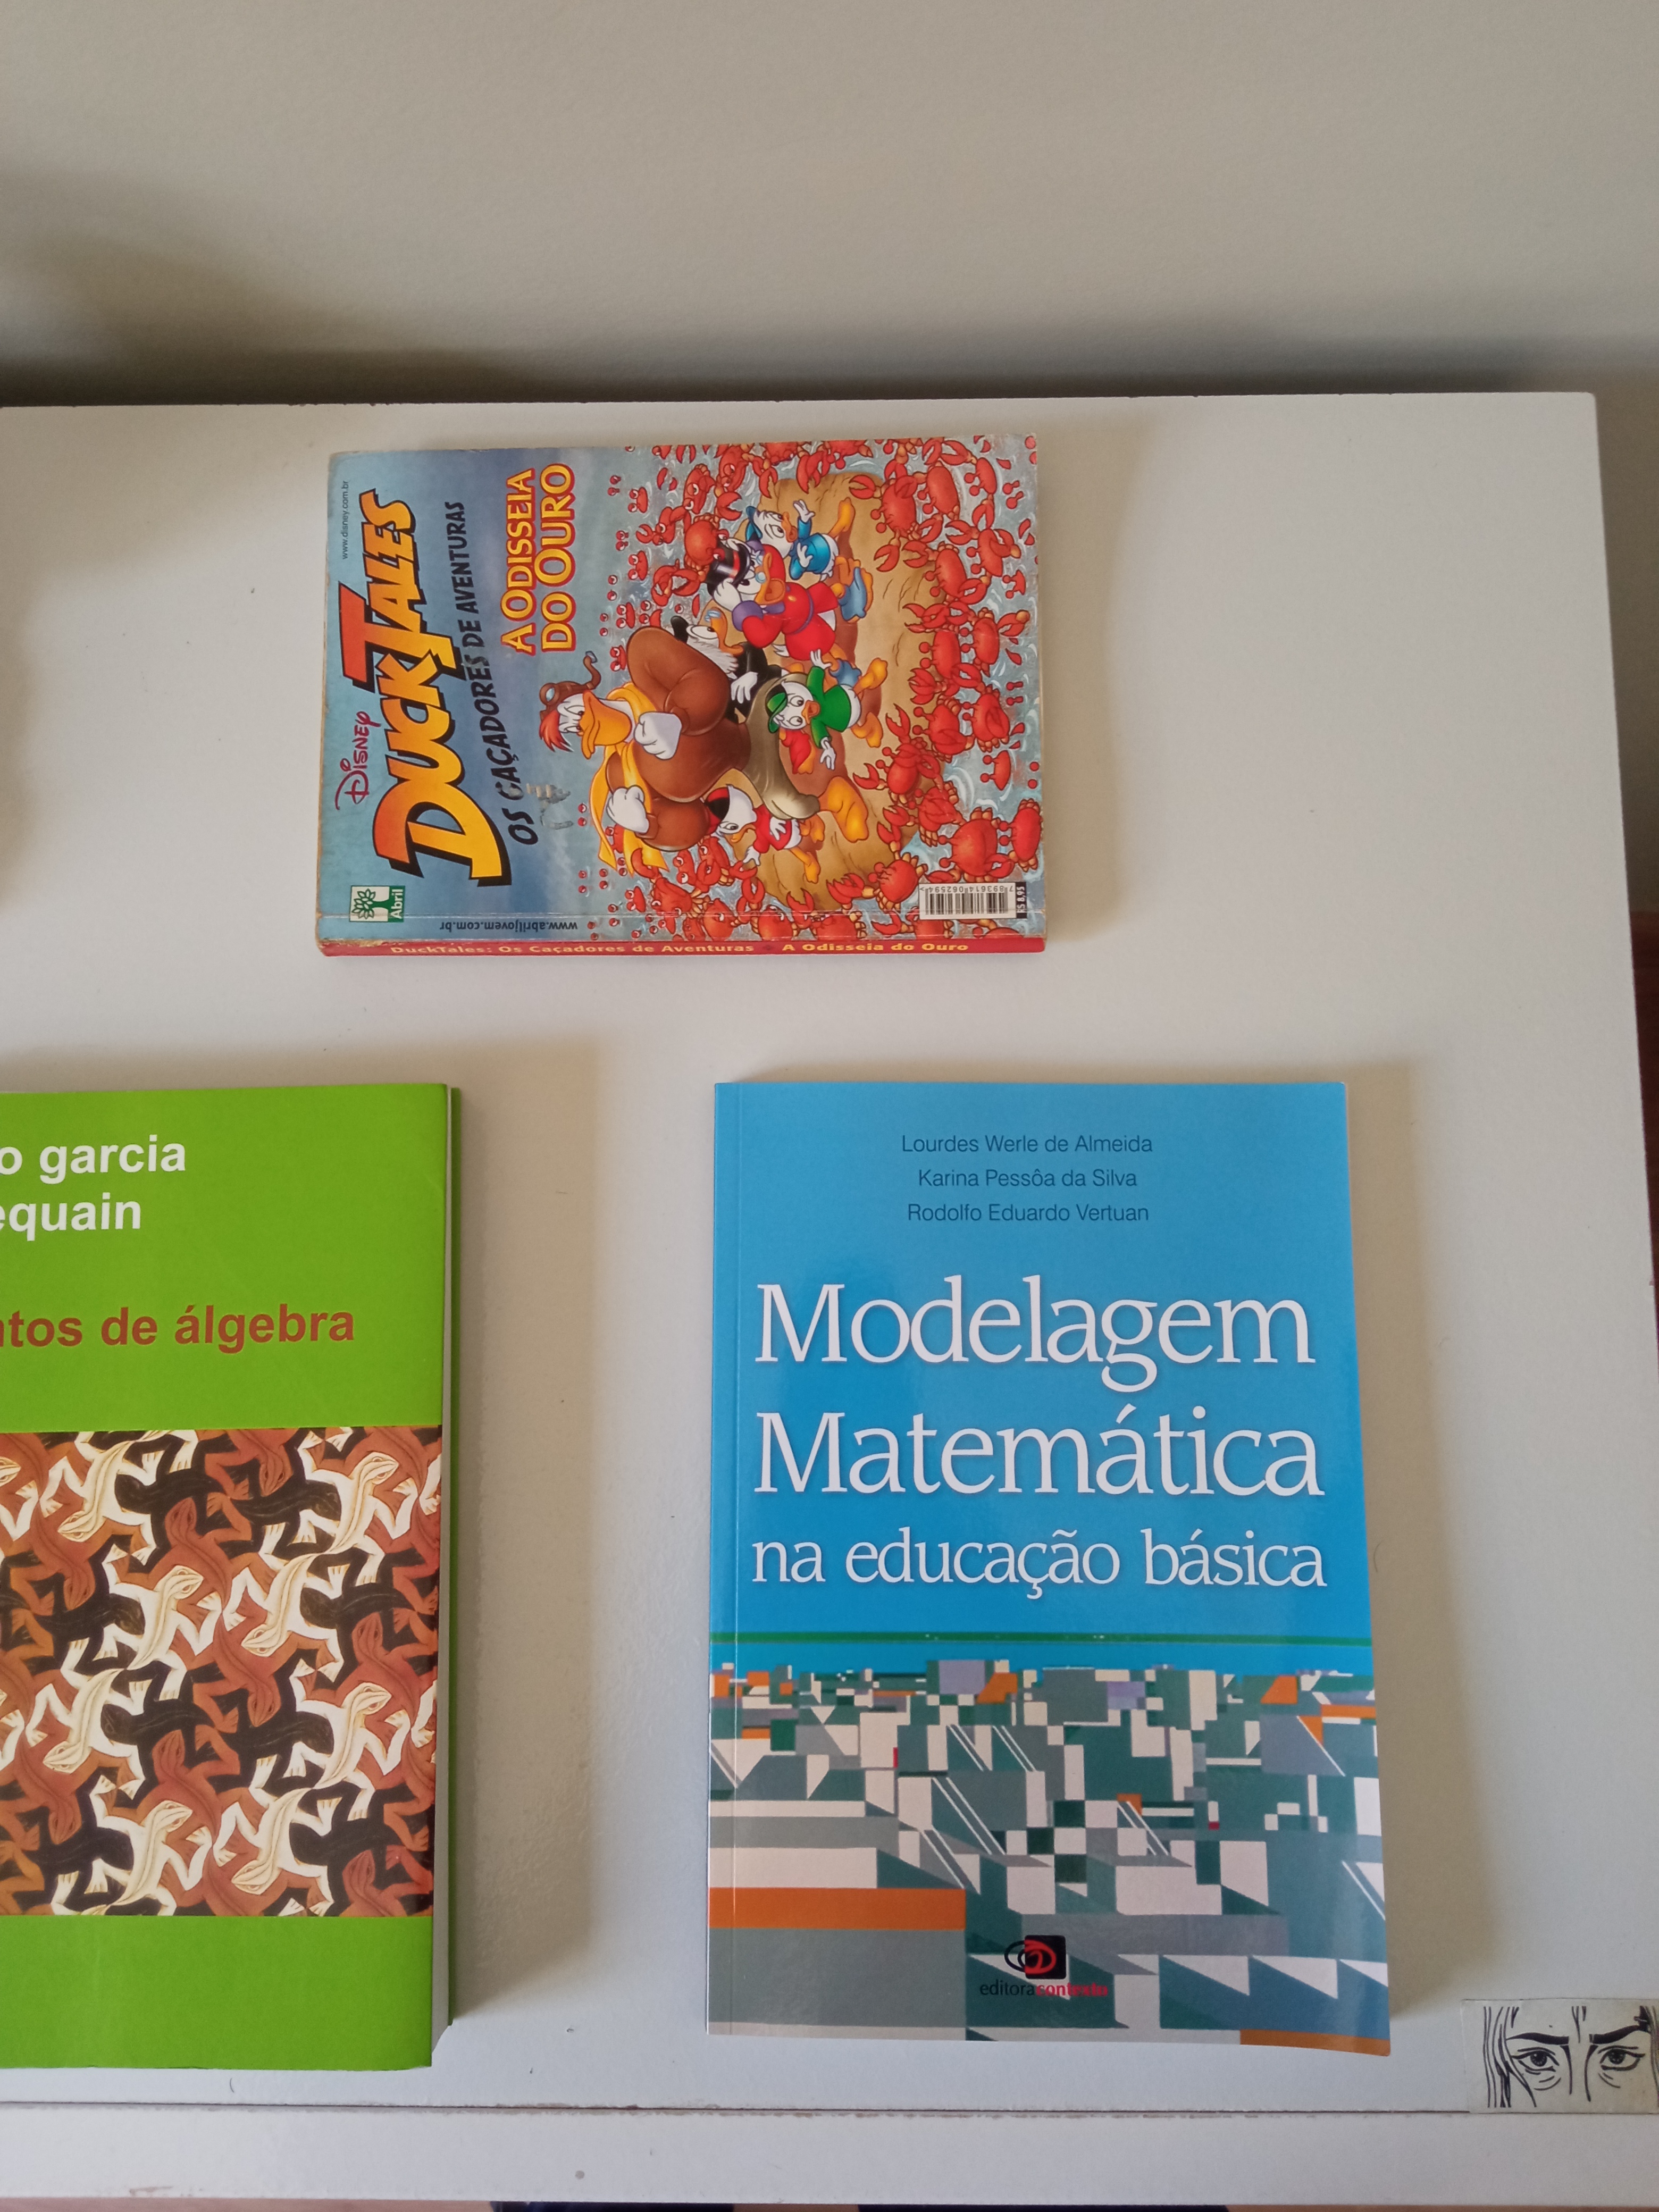 www.disney.com.br
Disney
DUCKTALES
OS CAÇADORES DE AVENTURAS
A ODISSEIA
DO OURO
Abril
www.abriljovem.com.br
R$ 8,95
DuckTales: Os Caçadores de Aventuras A Odisseia do Ouro
o garcia
equain
ntos de álgebra
Lourdes Werle de Almeida
Karina Pessôa da Silva
Rodolfo Eduardo Vertuan
Modelagem
Matemática
na educação básica
editoracontexto